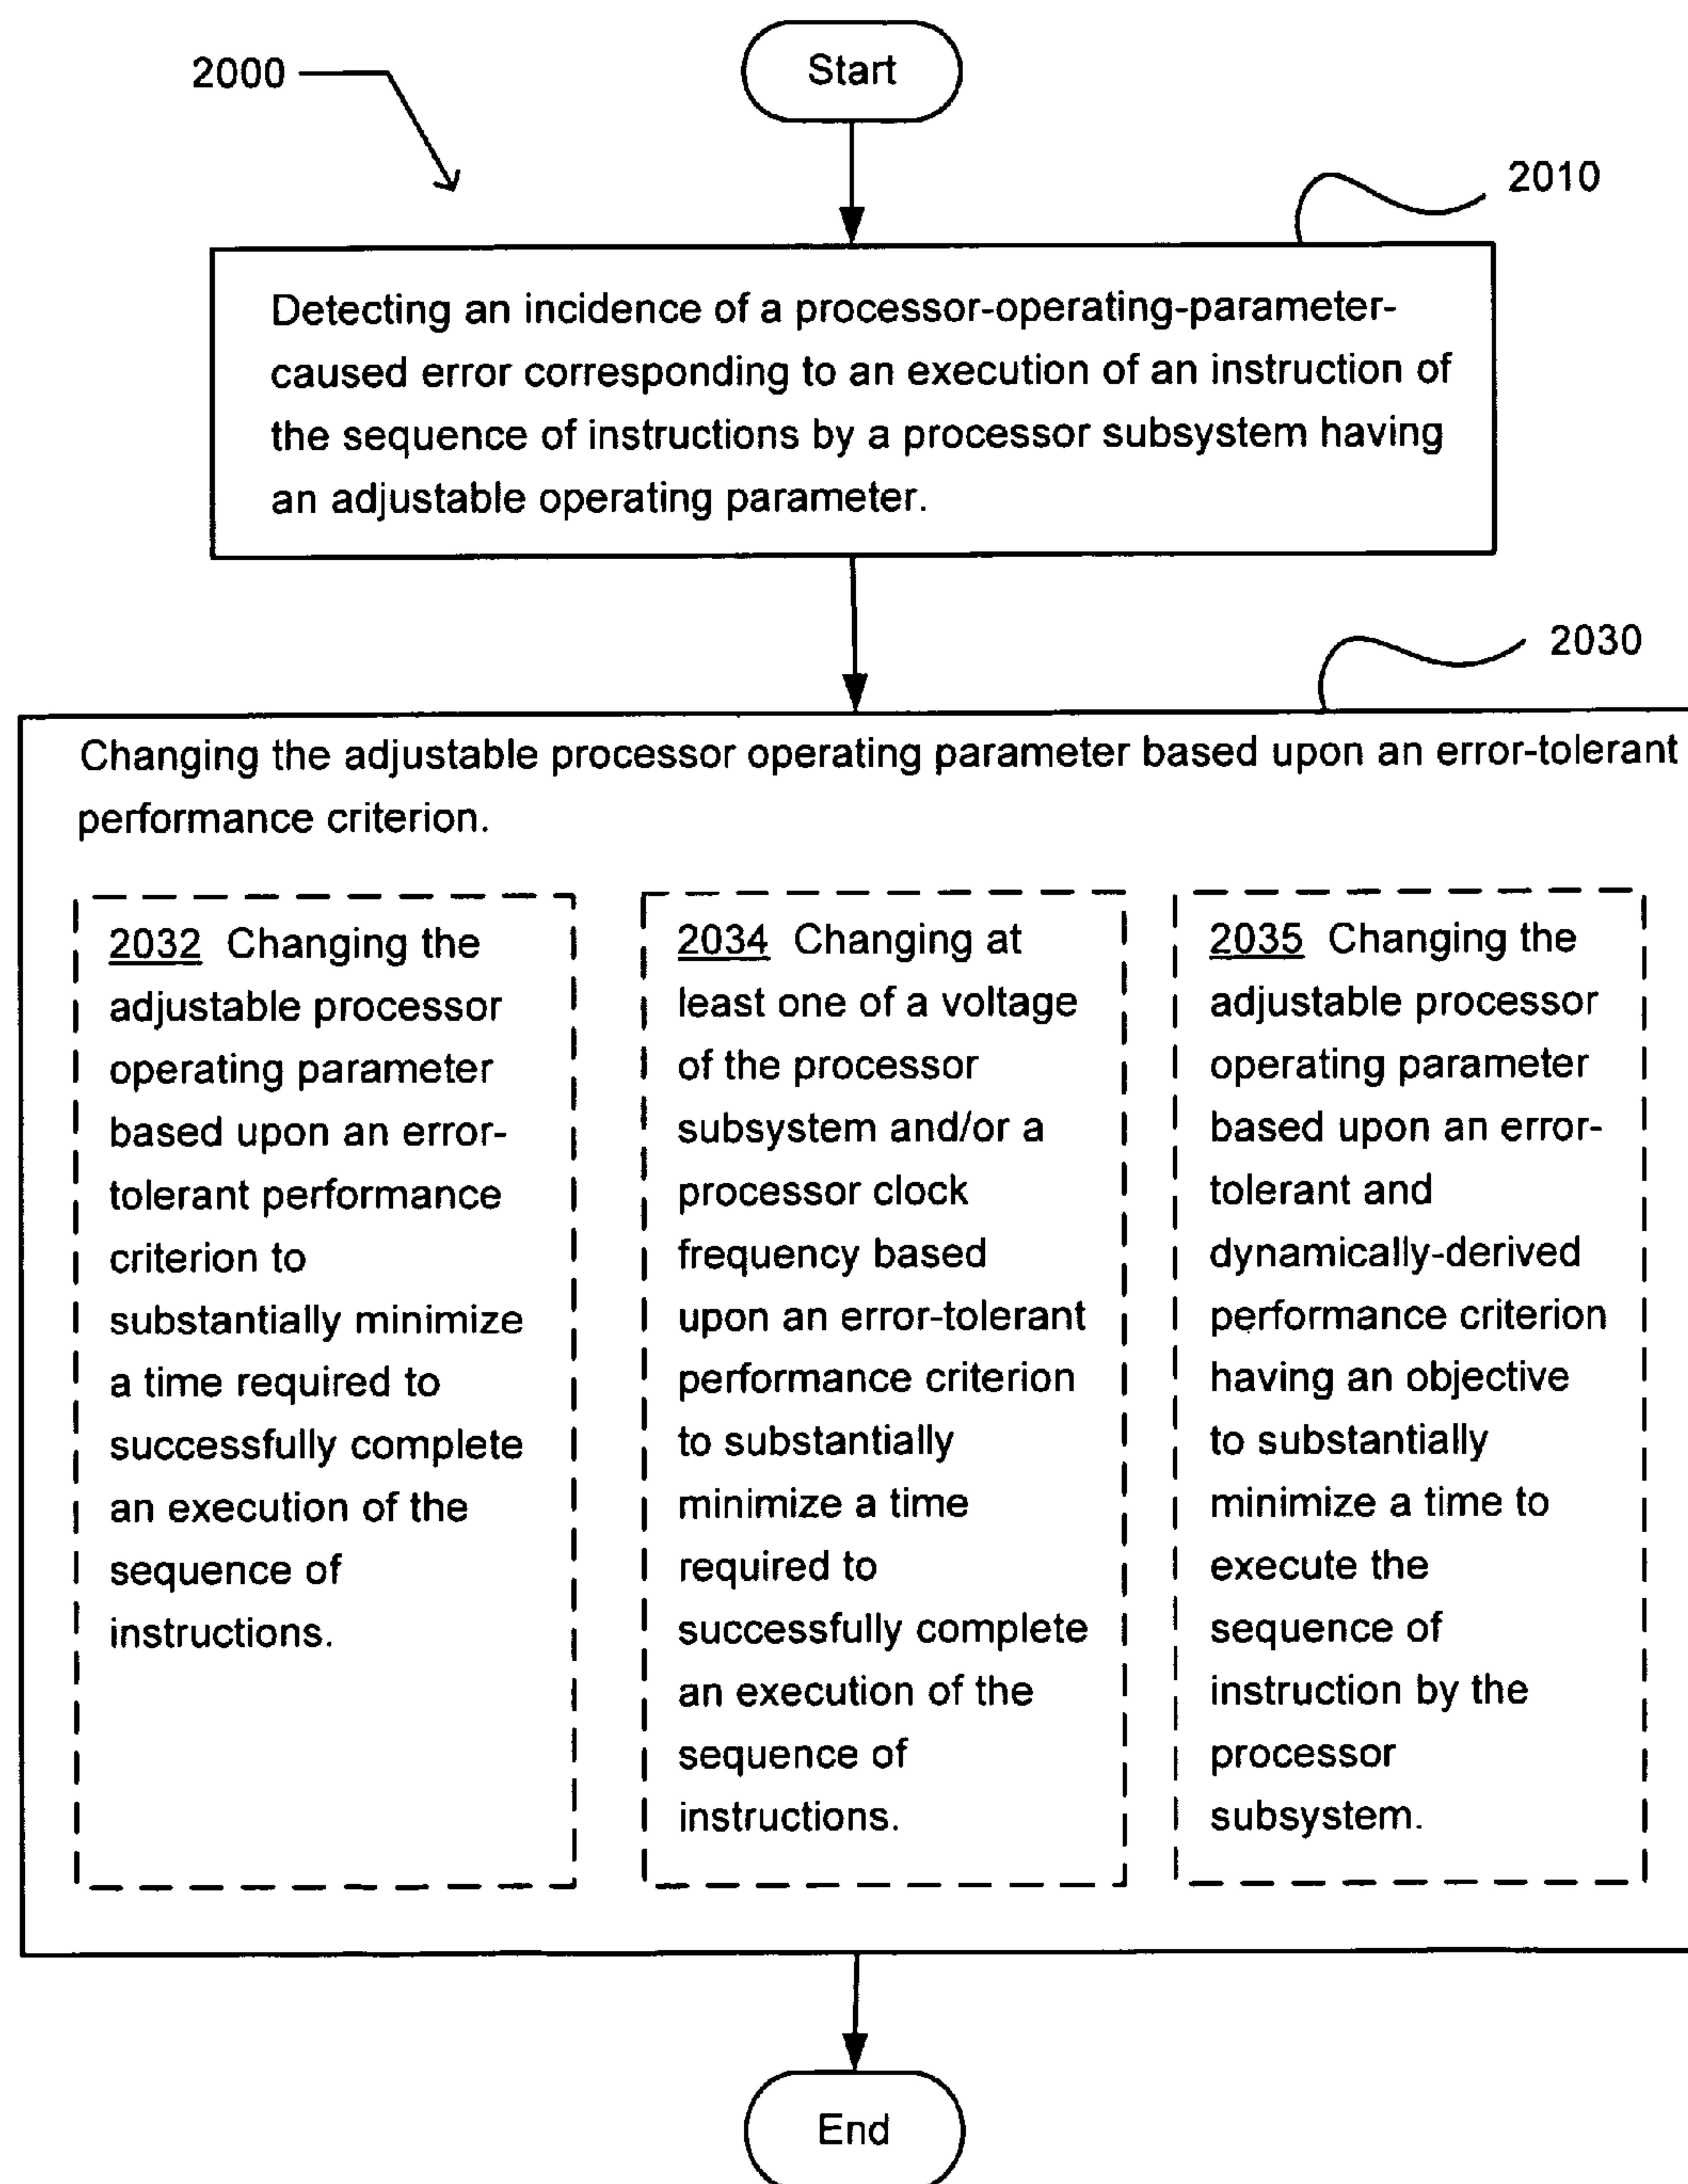 Start
2000
2010
Detecting an incidence of a processor-operating-parameter-
caused error corresponding to an execution of an instruction of
the sequence of instructions by a processor subsystem having
an adjustable operating parameter.
2030
Changing the adjustable processor operating parameter based upon an error-tolerant
performance criterion.
2032 Changing the
adjustable processor
operating parameter
based upon an error-
tolerant performance
criterion to
substantially minimize
a time required to
successfully complete
an execution of the
sequence of
instructions.
2034 Changing at
least one of a voltage
of the processor
subsystem and/or a
processor clock
frequency based
upon an error-tolerant
performance criterion
to substantially
minimize a time
required to
successfully complete
an execution of the
sequence of
instructions.
2035 Changing the
adjustable processor
operating parameter
based upon an error-
tolerant and
dynamically-derived
performance criterion
having an objective
to substantially
minimize a time to
execute the
sequence of
instruction by the
processor
subsystem.
End